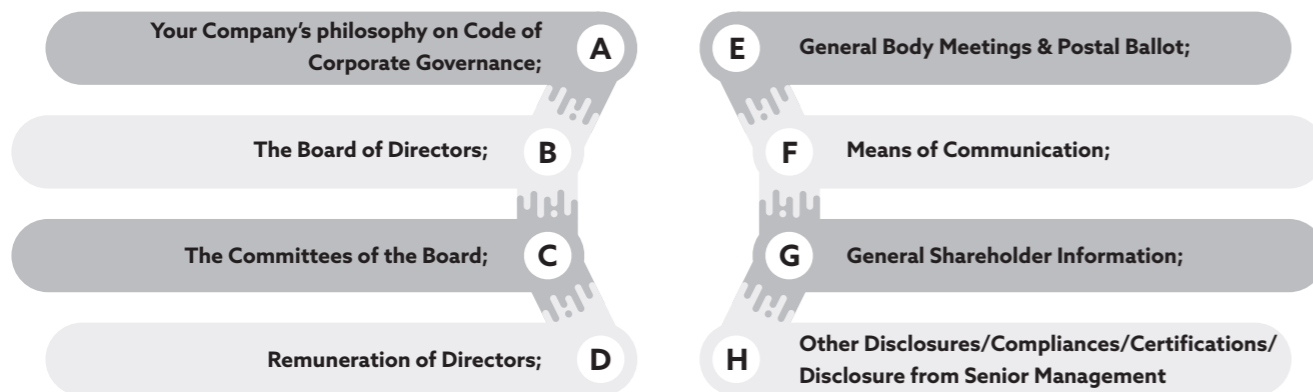 Your Company’s philosophy on Code of
Corporate Governance;
A
The Board of Directors;
B
The Committees of the Board;
C
Remuneration of Directors;
D
E
General Body Meetings & Postal Ballot;
F
Means of Communication;
G
General Shareholder Information;
H
Other Disclosures/Compliances/Certifications/
Disclosure from Senior Management